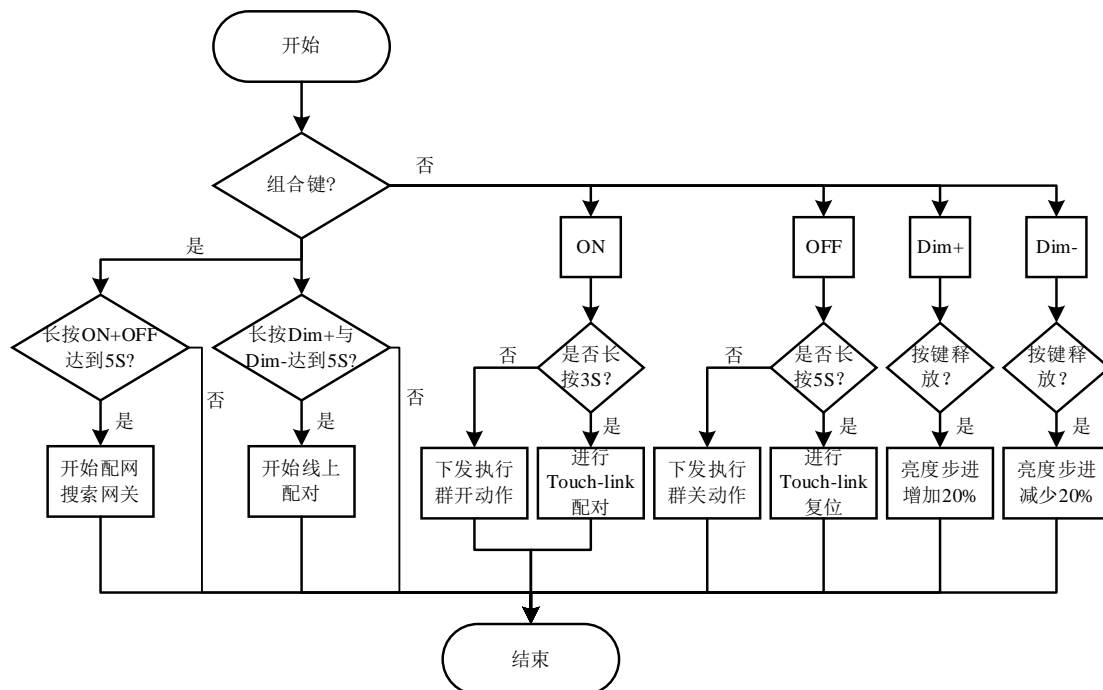 开始
否
组合键？
是
ON
OFF
Dim+
Dim-
长按ON+OFF
达到5S？
长按Dim+与
Dim-达到5S？
否
是否长
按3S？
否
是否长
按5S？
按键释
放？
按键释
放？
否
否
是
是
是
是
是
是
开始配网
搜索网关
开始线上
配对
下发执行
群开动作
进行
Touch-link
配对
下发执行
群关动作
进行
Touch-link
复位
亮度步进
增加20%
亮度步进
减少20%
结束